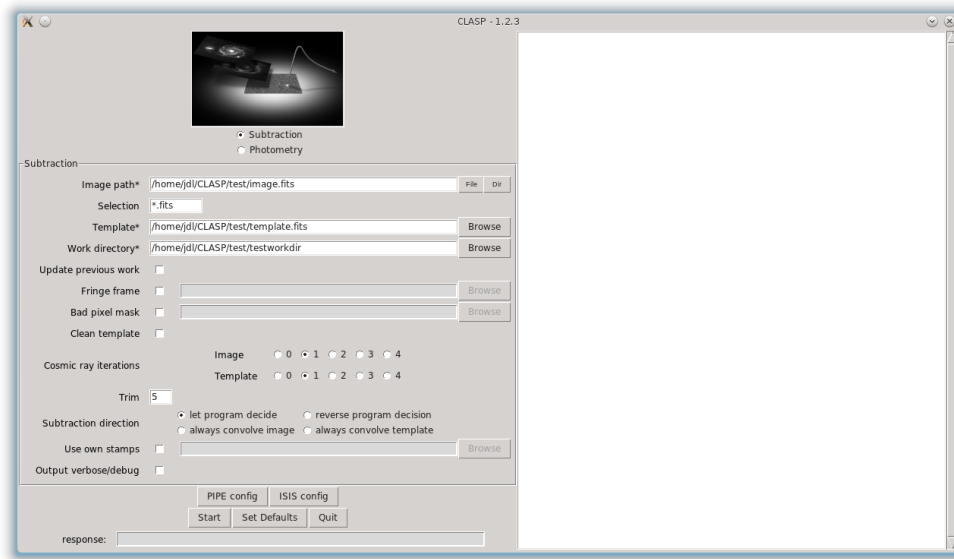 CLASP - 1.2.3
Subtraction
Photometry
Subtraction
Image path* /home/jdl/CLASP/test/image.fits File Dir
Selection *.fits
Template* /home/jdl/CLASP/test/template.fits Browse
Work directory* /home/jdl/CLASP/test/testworkdir Browse
Update previous work
Fringe frame Browse
Bad pixel mask Browse
Clean template
Cosmic ray iterations
Image 0 1 2 3 4
Template 0 1 2 3 4
Trim 5
Subtraction direction
let program decide reverse program decision
always convolve image always convolve template
Use own stamps Browse
Output verbose/debug
PIPE config ISIS config
Start Set Defaults Quit
response: